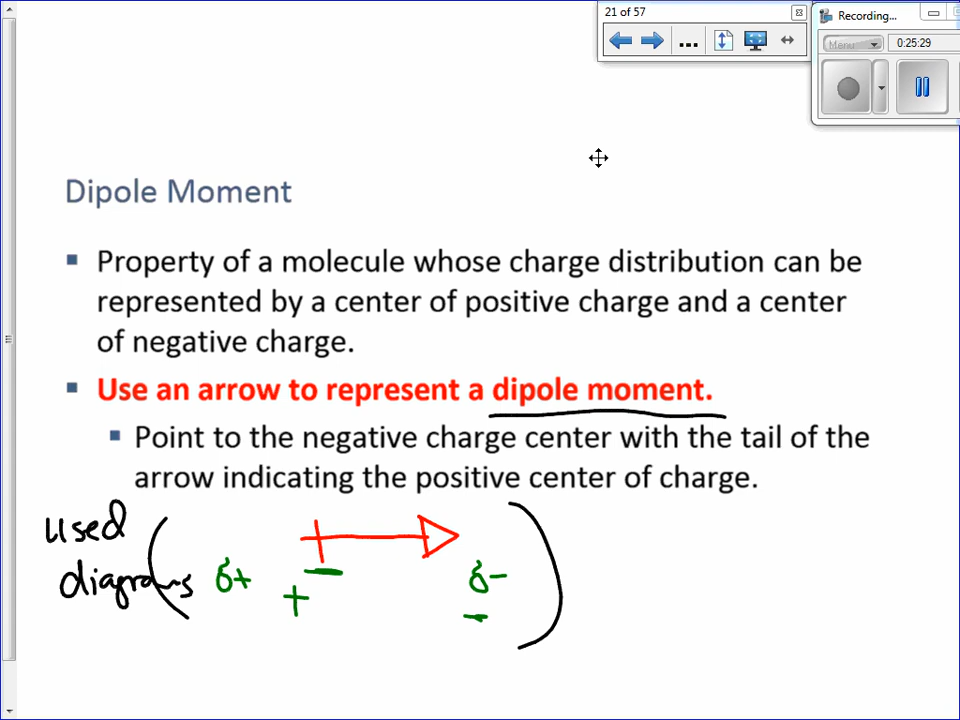 21 of 57
Recording...
Menu
0:25:29
Dipole Moment
Property of a molecule whose charge distribution can be
represented by a center of positive charge and a center
of negative charge.
Use an arrow to represent a dipole moment.
Point to the negative charge center with the tail of the
arrow indicating the positive center of charge.
used
diagrams
δ+
+
δ-
-